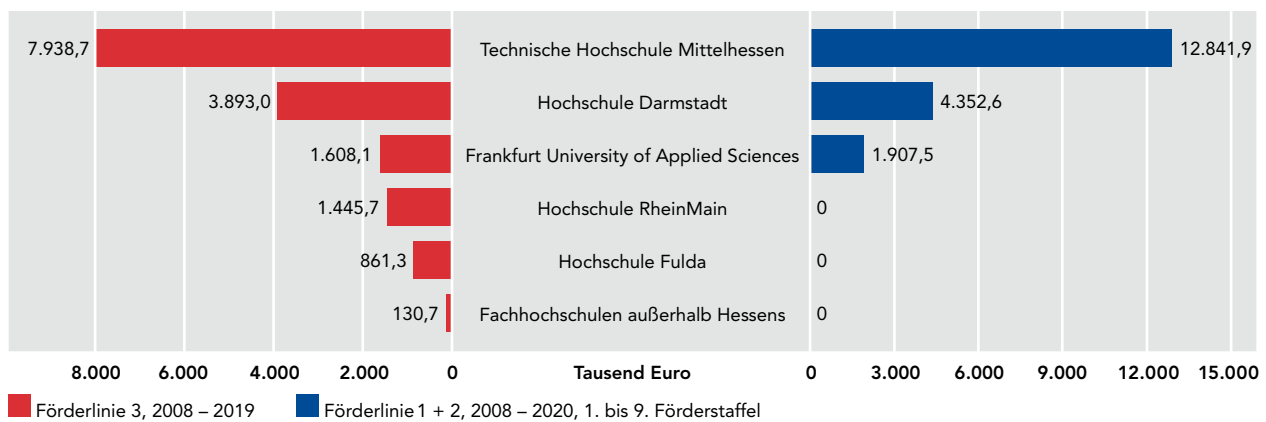 7.938,7 Technische Hochschule Mittelhessen 12.841,9
3.893,0 Hochschule Darmstadt 4.352,6
1.608,1 Frankfurt University of Applied Sciences 1.907,5
1.445,7 Hochschule RheinMain 0
861,3 Hochschule Fulda 0
130,7 Fachhochschulen außerhalb Hessens 0
8.000 6.000 4.000 2.000 0 Tausend Euro 0 3.000 6.000 9.000 12.000 15.000
Förderlinie 3, 2008 – 2019 Förderlinie 1 + 2, 2008 – 2020, 1. bis 9. Förderstaffel